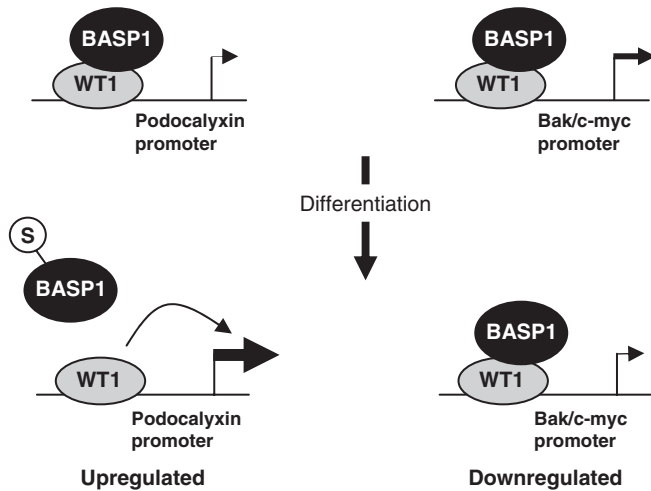 BASP1
WT1
Podocalyxin
promoter
BASP1
WT1
Bak/c-myc
promoter
Differentiation
S
BASP1
WT1
Podocalyxin
promoter
Upregulated
BASP1
WT1
Bak/c-myc
promoter
Downregulated